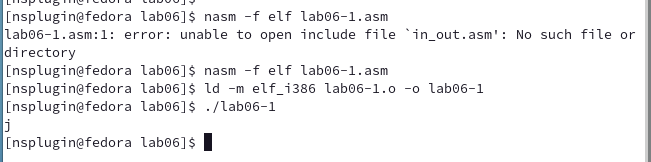 [nsplugin@fedora lab06]$ nasm -f elf lab06-1.asm
lab06-1.asm:1: error: unable to open include file `in_out.asm': No such file or
directory
[nsplugin@fedora lab06]$ nasm -f elf lab06-1.asm
[nsplugin@fedora lab06]$ ld -m elf_i386 lab06-1.o -o lab06-1
[nsplugin@fedora lab06]$ ./lab06-1
j
[nsplugin@fedora lab06]$